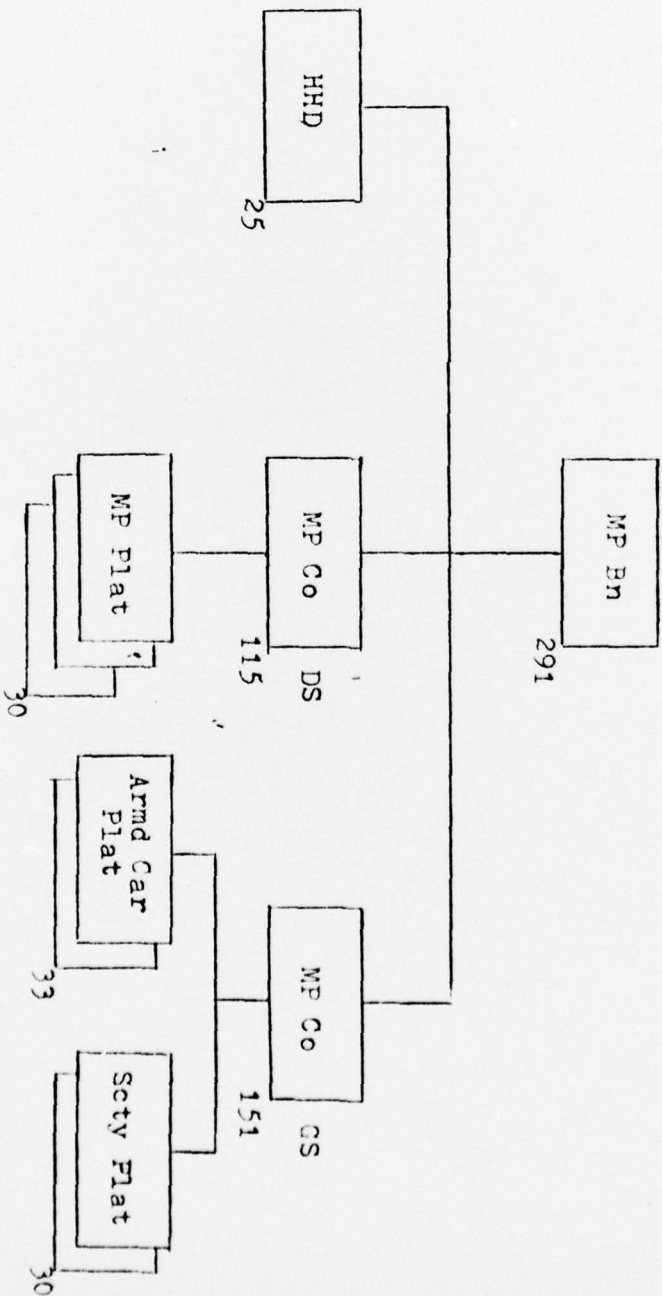 MP Bn
291
HHD
25
MP Co
DS
115
MP Co
GS
151
MP Plat
30
Armd Car
Plat
33
Scty Plat
30